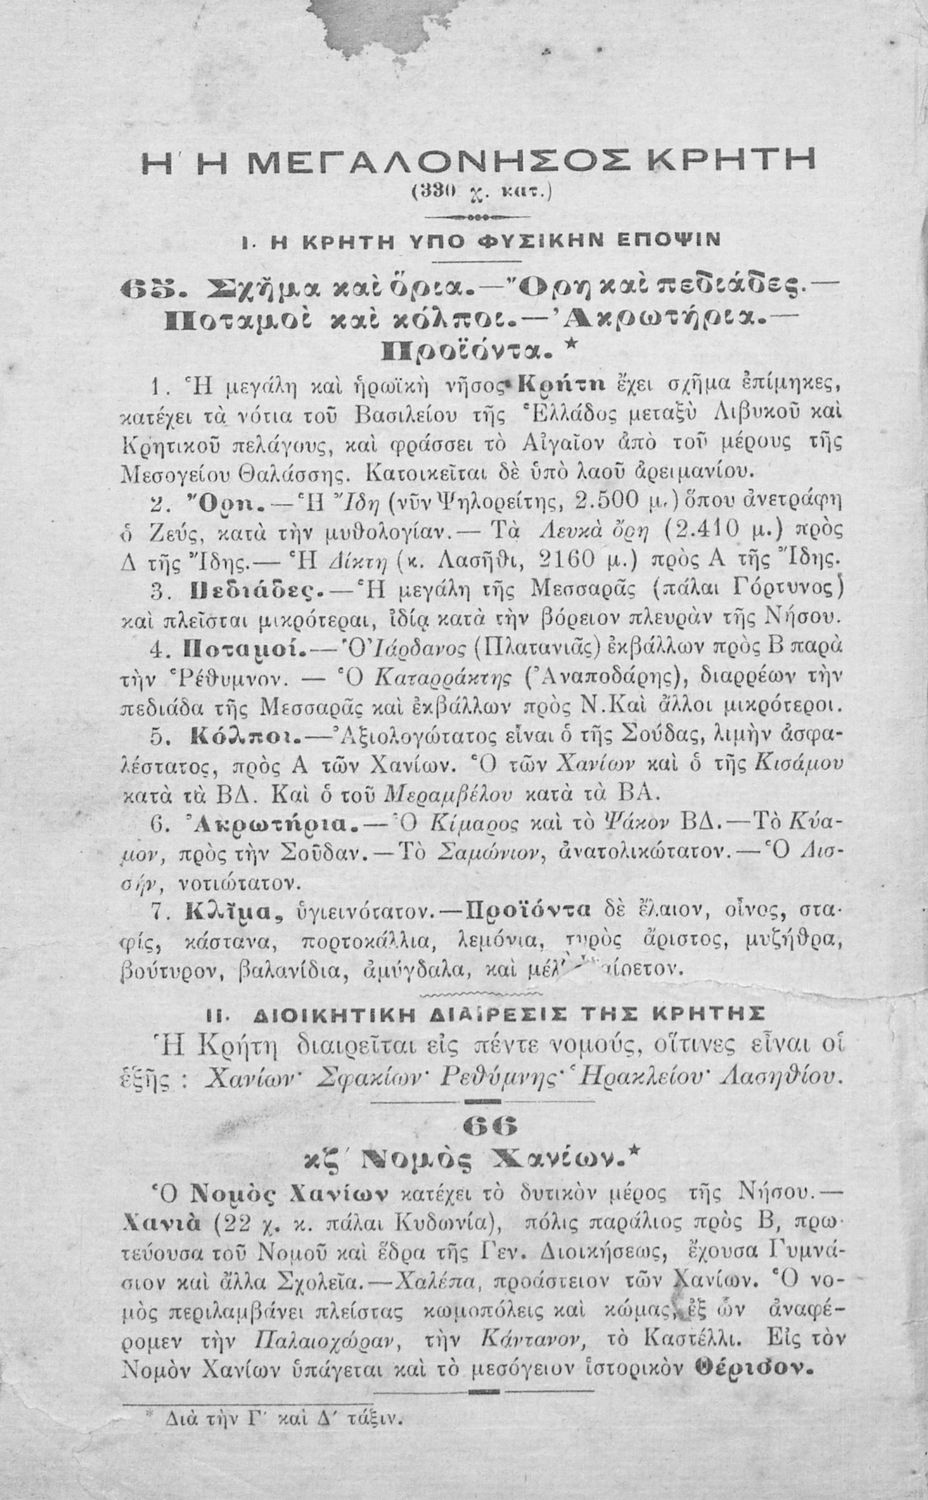 Η΄ Η ΜΕΓΑΛΟΝΗΣΟΣ ΚΡΗΤΗ
(330 χ. κατ.)
Ι. Η ΚΡΗΤΗ ΥΠΟ ΦΥΣΙΚΗΝ ΕΠΟΨΙΝ
65. Σχῆμα καὶ ὅρια.—Ὄρη καὶ πεδιάδες.—
Ποταμοὶ καὶ κόλποι.—Ἀκρωτήρια.—
Προϊόντα. *
1. Ἡ μεγάλη καὶ ἡρωϊκὴ νῆσος Κρήτη ἔχει σχῆμα ἐπίμηκες,
κατέχει τὰ νότια τοῦ Βασιλείου τῆς Ἑλλάδος μεταξὺ Λιβυκοῦ καὶ
Κρητικοῦ πελάγους, καὶ φράσσει τὸ Αἰγαῖον ἀπὸ τοῦ μέρους τῆς
Μεσογείου Θαλάσσης. Κατοικεῖται δὲ ὑπὸ λαοῦ ἀρειμανίου.
2. Ὄρη.—Ἡ Ἴδη (νῦν Ψηλορείτης, 2.500 μ.) ὅπου ἀνετράφη
ὁ Ζεύς, κατὰ τὴν μυθολογίαν.— Τὰ Λευκὰ ὄρη (2.410 μ.) πρὸς
Δ τῆς Ἴδης.— Ἡ Δίκτη (κ. Λασῆθι, 2160 μ.) πρὸς Α τῆς Ἴδης.
3. Πεδιάδες.—Ἡ μεγάλη τῆς Μεσσαρᾶς (πάλαι Γόρτυνος)
καὶ πλεῖσται μικρότεραι, ἰδίᾳ κατὰ τὴν βόρειον πλευρὰν τῆς Νήσου.
4. Ποταμοί.—Ὁ Ἰάρδανος (Πλατανιᾶς) ἐκβάλλων πρὸς Β παρὰ
τὴν Ῥέθυμνον. — Ὁ Καταρράκτης (Ἀναποδάρης), διαρρέων τὴν
πεδιάδα τῆς Μεσσαρᾶς καὶ ἐκβάλλων πρὸς Ν. Καὶ ἄλλοι μικρότεροι.
5. Κόλποι.—Ἀξιολογώτατος εἶναι ὁ τῆς Σούδας, λιμὴν ἀσφα-
λέστατος, πρὸς Α τῶν Χανίων. Ὁ τῶν Χανίων καὶ ὁ τῆς Κισάμου
κατὰ τὰ ΒΔ. Καὶ ὁ τοῦ Μεραμβέλου κατὰ τὰ ΒΑ.
6. Ἀκρωτήρια.—Ὁ Κίμαρος καὶ τὸ Ψάκον ΒΔ.—Τὸ Κύα-
μον, πρὸς τὴν Σοῦδαν.—Τὸ Σαμώνιον, ἀνατολικώτατον.—Ὁ Λισ-
σήν, νοτιώτατον.
7. Κλῖμα, ὑγιεινότατον.—Προϊόντα δὲ ἔλαιον, οἶνος, στα-
φίς, κάστανα, πορτοκάλλια, λεμόνια, τυρὸς ἄριστος, μυζήθρα,
βούτυρον, βαλανίδια, ἀμύγδαλα, καὶ
ΙΙ. ΔΙΟΙΚΗΤΙΚΗ ΔΙΑΙΡΕΣΙΣ ΤΗΣ ΚΡΗΤΗΣ
Ἡ Κρήτη διαιρεῖται εἰς πέντε νομούς, οἵτινες εἶναι οἱ
ἑξῆς : Χανίων· Σφακίων· Ρεθύμνης· Ἡρακλείου· Λασηθίου.
66
κζ΄ Νομὸς Χανίων.*
Ὁ Νομὸς Χανίων κατέχει τὸ δυτικὸν μέρος τῆς Νήσου.—
Χανιὰ (22 χ. κ. πάλαι Κυδωνία), πόλις παράλιος πρὸς Β, πρω-
τεύουσα τοῦ Νομοῦ καὶ ἕδρα τῆς Γεν. Διοικήσεως, ἔχουσα Γυμνά-
σιον καὶ ἄλλα Σχολεῖα.—Χαλέπα, προάστειον τῶν Χανίων. Ὁ νο-
μὸς περιλαμβάνει πλείστας κωμοπόλεις καὶ κώμας, ἐξ ὧν ἀναφέ-
ρομεν τὴν Παλαιοχώραν, τὴν Κάντανον, τὸ Καστέλλι. Εἰς τὸν
Νομὸν Χανίων ὑπάγεται καὶ τὸ μεσόγειον ἱστορικὸν Θέρισον.
* Διὰ τὴν Γ΄ καὶ Δ΄ τάξιν.